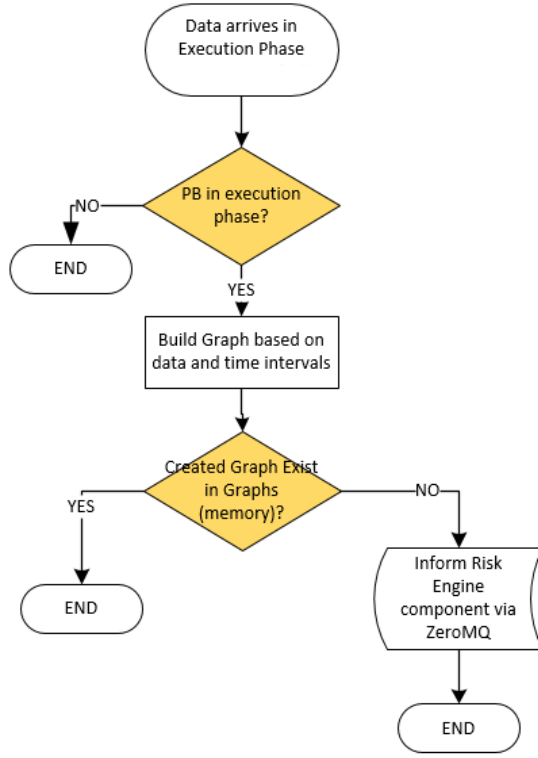 Data arrives in
Execution Phase
PB in execution
phase?
NO
END
YES
Build Graph based on
data and time intervals
Created Graph Exist
in Graphs
(memory)?
YES
NO
END
Inform Risk
Engine
component via
ZeroMQ
END